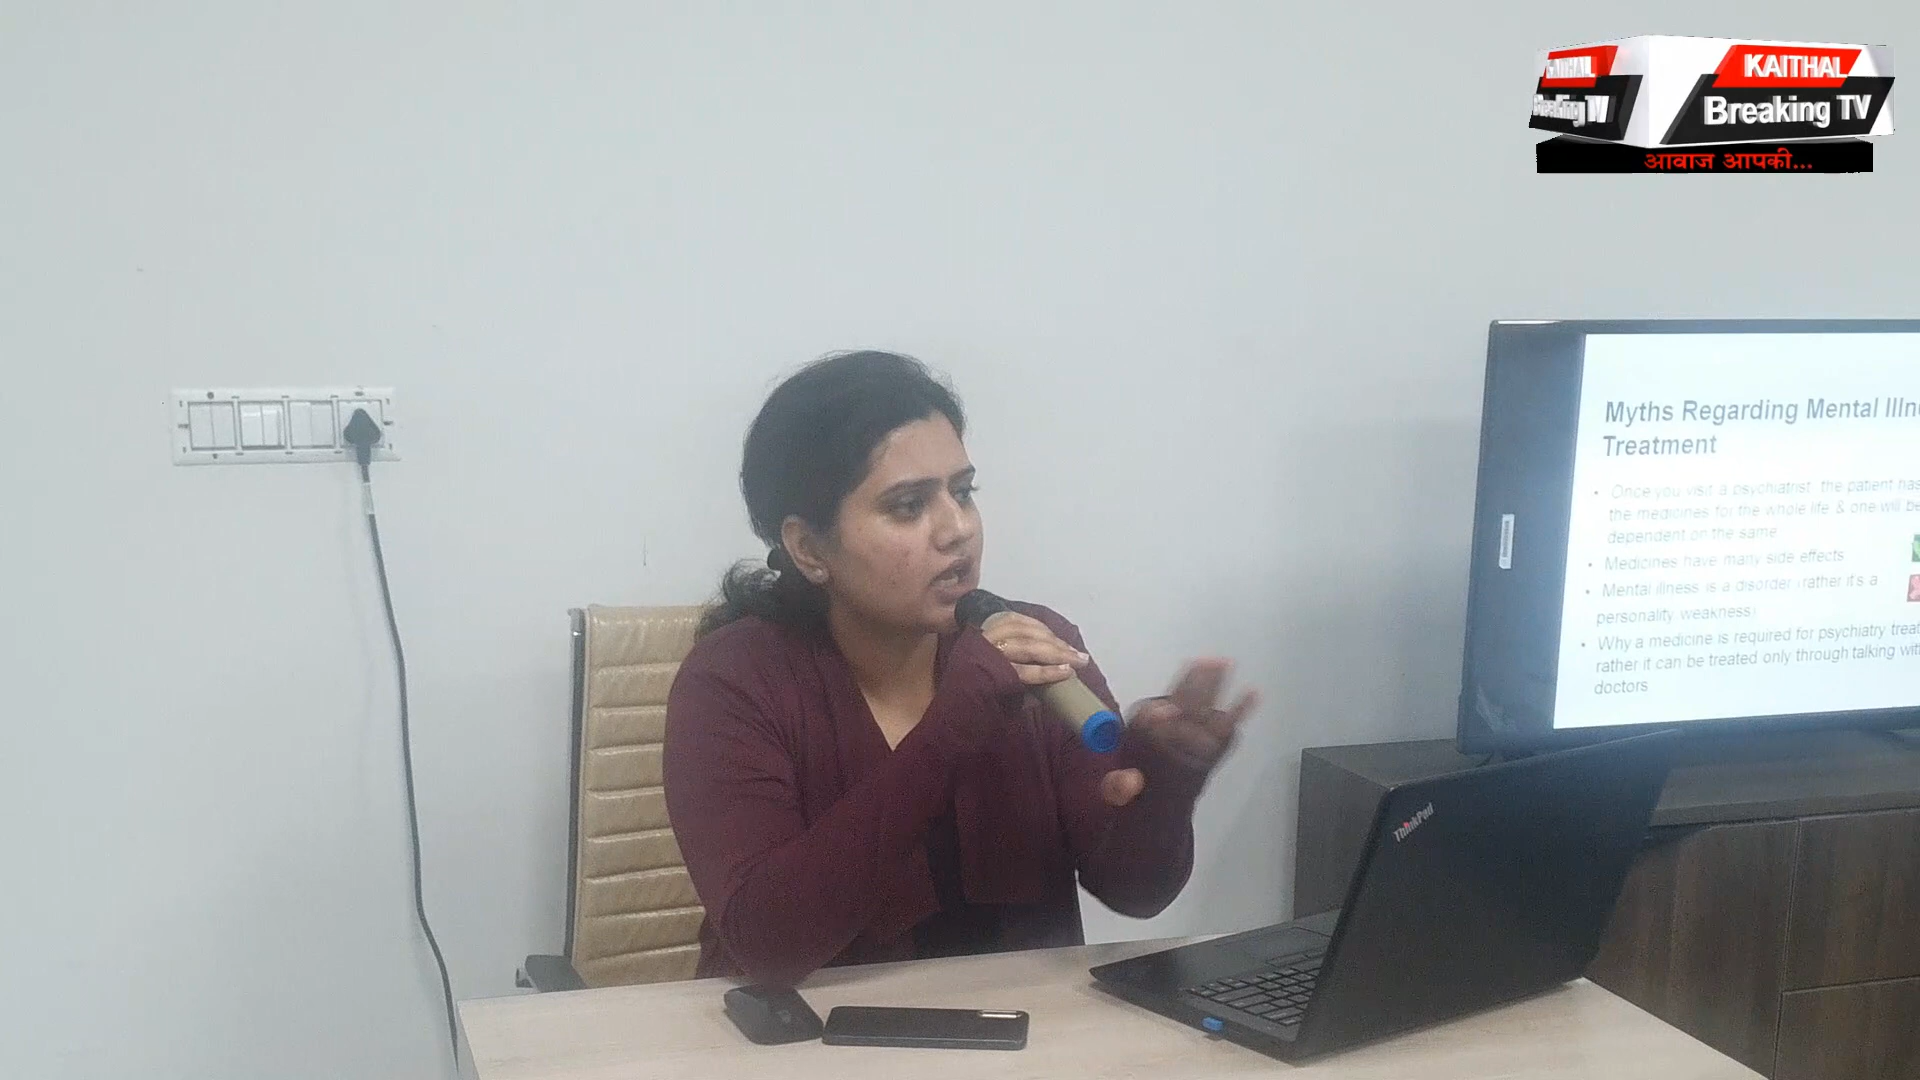 KAITHAL
Breaking TV
KAITHAL
Breaking TV
आवाज आपकी...
Myths Regarding Mental
Treatment
• Once you visit a psychiatrist the patient has
the medicines for the whole life & one will be
dependent on the same
• Medicines have many side effects
• Mental illness is a disorder (rather it's a
personality weakness)
• Why a medicine is required for psychiatry
rather it can be treated only through talking
doctors
ThinkPad